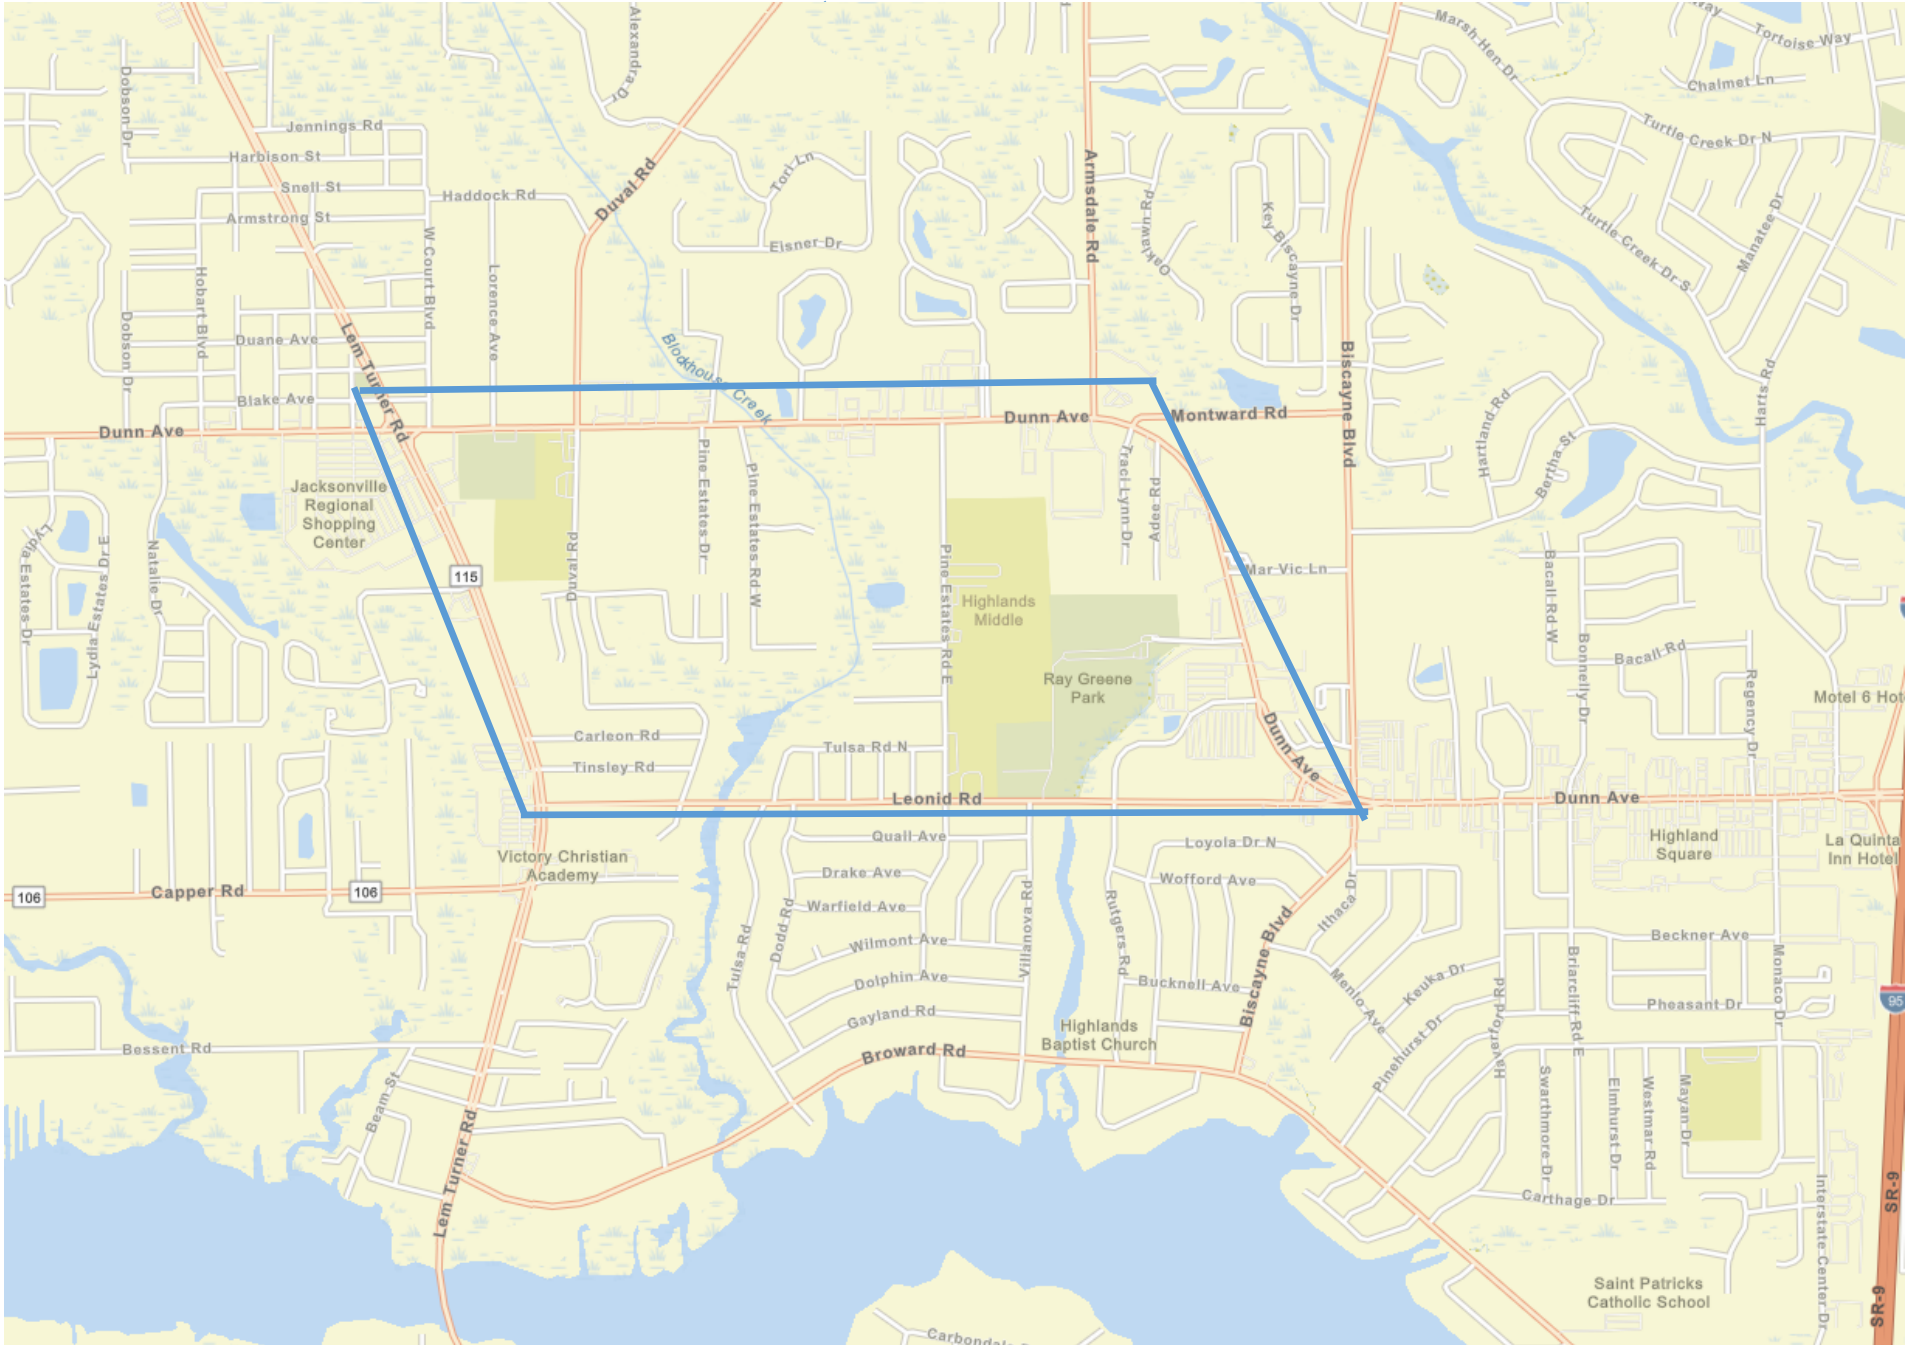 Alexandra Dr
Marsh Hen Dr
Way
Tortoise Way
Chalmet Ln
Dobson Dr
Jennings Rd
Harbison St
Snell St
Armstrong St
Haddock Rd
Duval Rd
Tori Ln
Eisner Dr
Armsdale Rd
Oaklawn Rd
Key Biscayne Dr
Turtle Creek Dr N
Turtle Creek Dr S
Manatee Dr
W Court Blvd
Hobart Blvd
Lorence Ave
Dobson Dr
Duane Ave
Lem Turner Rd
Blake Ave
Blockhouse Creek
Biscayne Blvd
Harts Rd
Hartland Rd
Bertha St
Dunn Ave
Dunn Ave
Montward Rd
Jacksonville
Regional
Shopping
Center
Pine Estates Dr
Pine Estates Rd W
Traci Lynn Dr
Adee Rd
Lydia Estates Dr
Lydia Estates Dr E
Natalie Dr
115
Duval Rd
Pine Estates Rd E
Highlands
Middle
Mar Vic Ln
Bacall Rd W
Bonnelly Dr
Bacall Rd
Regency Dr
Ray Greene
Park
Motel 6 Hot
Carleon Rd
Tinsley Rd
Tulsa Rd N
Dunn Ave
Leonid Rd
Dunn Ave
Quail Ave
Loyola Dr N
Highland
Square
La Quinta
Inn Hotel
Victory Christian
Academy
Drake Ave
Wofford Ave
106
Capper Rd
106
Warfield Ave
Dodd Rd
Tulsa Rd
Villanova Rd
Rutgers Rd
Ithaca Dr
Biscayne Blvd
Wilmont Ave
Beckner Ave
Dolphin Ave
Bucknell Ave
Menlo Ave
Keuka Dr
Haverford Rd
Briarcliff Rd E
Monaco Dr
Pheasant Dr
95
Gayland Rd
Highlands
Baptist Church
Pinehurst Dr
Bessent Rd
Broward Rd
Beam St
Swarthmore Dr
Elmhurst Dr
Westmar Rd
Mayan Dr
Lem Turner Rd
Carthage Dr
Interstate Center Dr
SR-9
Saint Patricks
Catholic School
SR-9
Carbondale